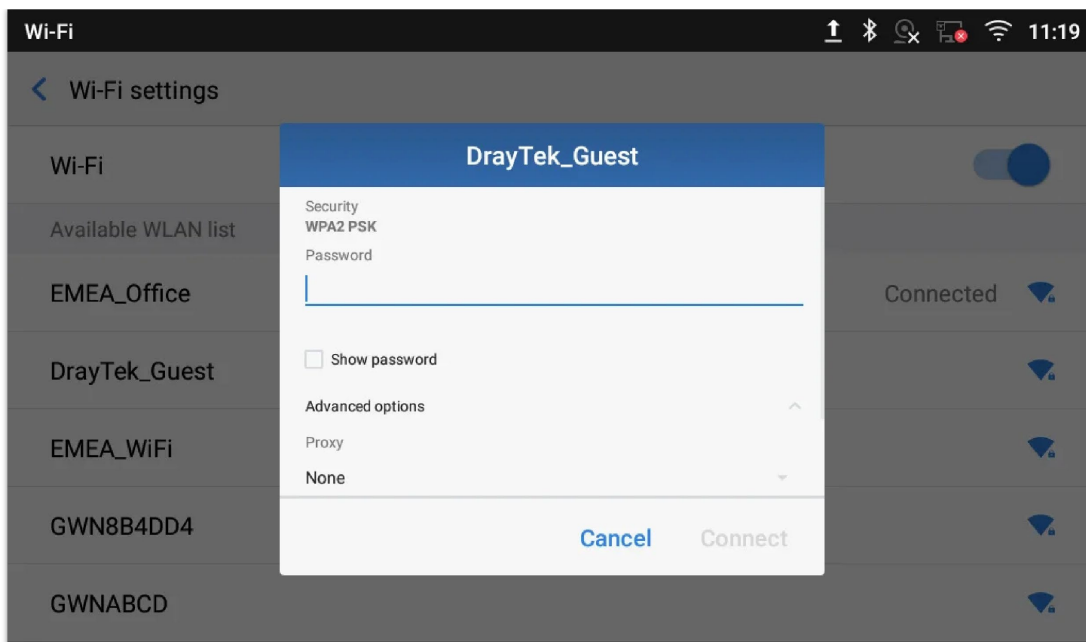 Wi-Fi 11:19
Wi-Fi settings
Wi-Fi
Available WLAN list
EMEA_Office Connected
DrayTek_Guest
EMEA_WiFi
GWN8B4DD4
GWNABCD
DrayTek_Guest
Security
WPA2 PSK
Password
Show password
Advanced options
Proxy
None
Cancel Connect